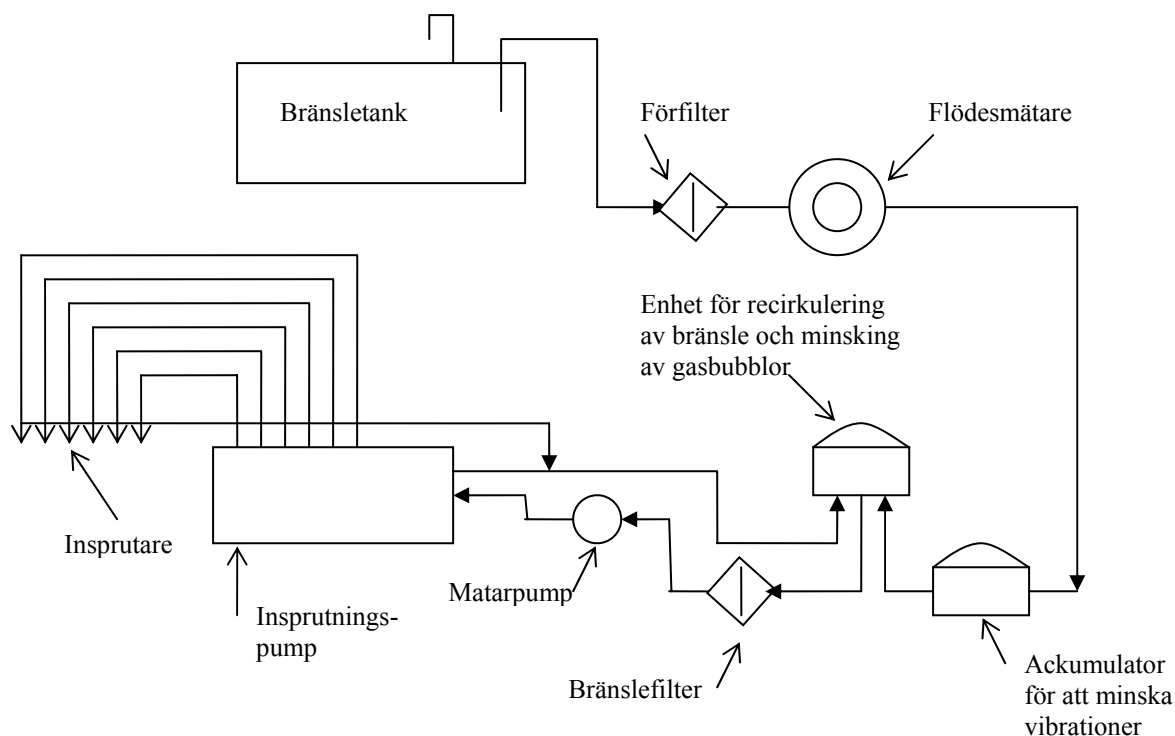 Bränsletank
Förfilter
Flödesmätare
Enhet för recirkulering
av bränsle och minsking
av gasbubblor
Insprutare
Insprutnings-
pump
Matarpump
Bränslefilter
Ackumulator
för att minska
vibrationer